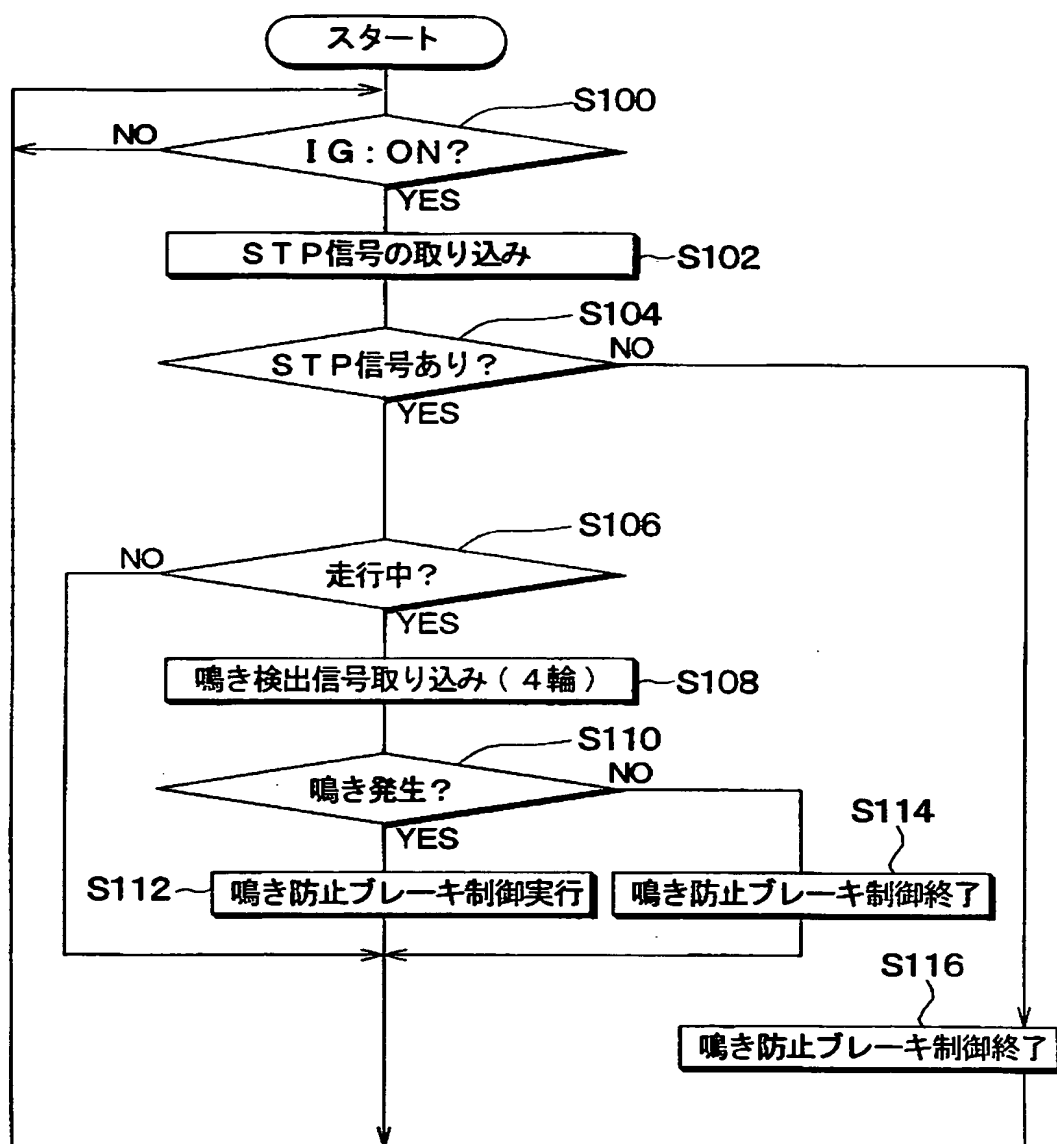 スタート
S100
NO
IG:ON?
YES
STP信号の取り込み
S102
S104
STP信号あり?
NO
YES
S106
NO
走行中?
YES
鳴き検出信号取り込み(4輪)
S108
S110
鳴き発生?
NO
YES
S114
S112
鳴き防止ブレーキ制御実行
鳴き防止ブレーキ制御終了
S116
鳴き防止ブレーキ制御終了